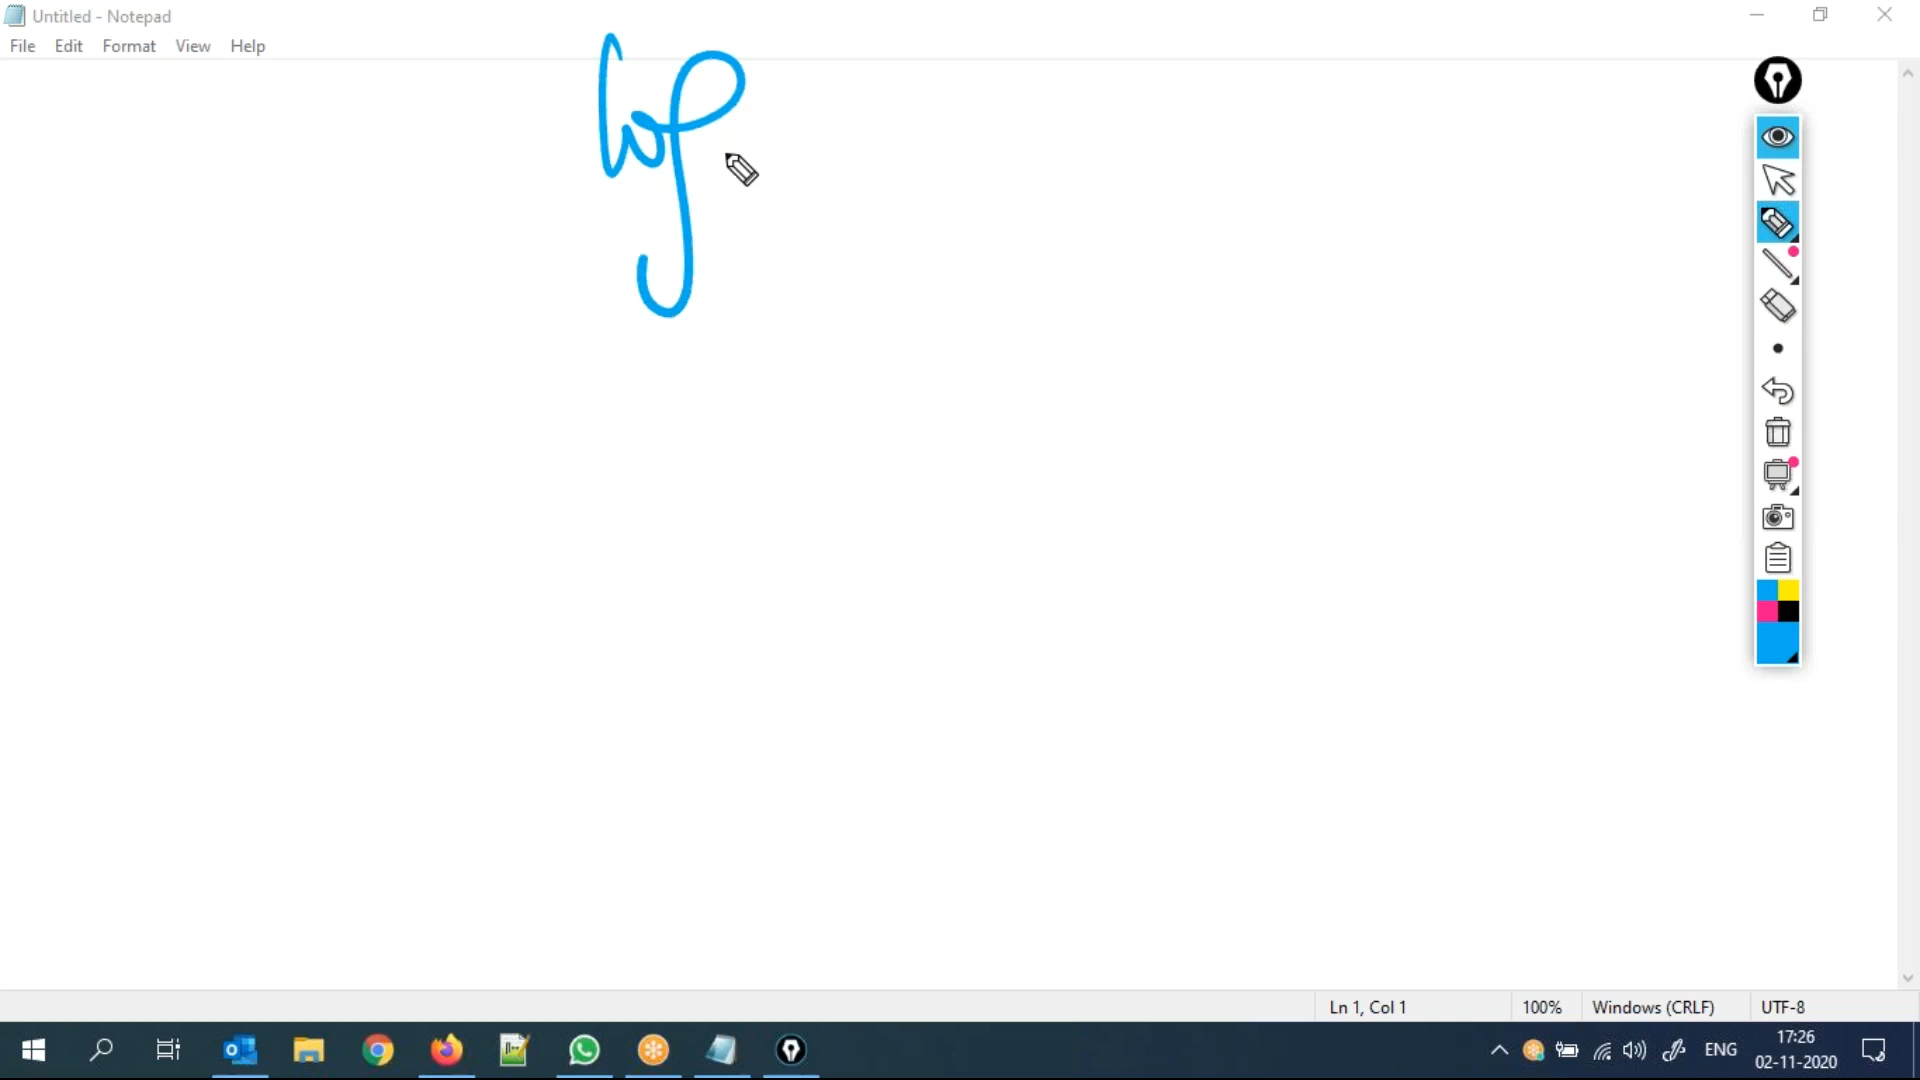 Untitled - Notepad
File Edit Format View Help
Ln 1, Col 1 100% Windows (CRLF) UTF-8
ENG
17:26
02-11-2020